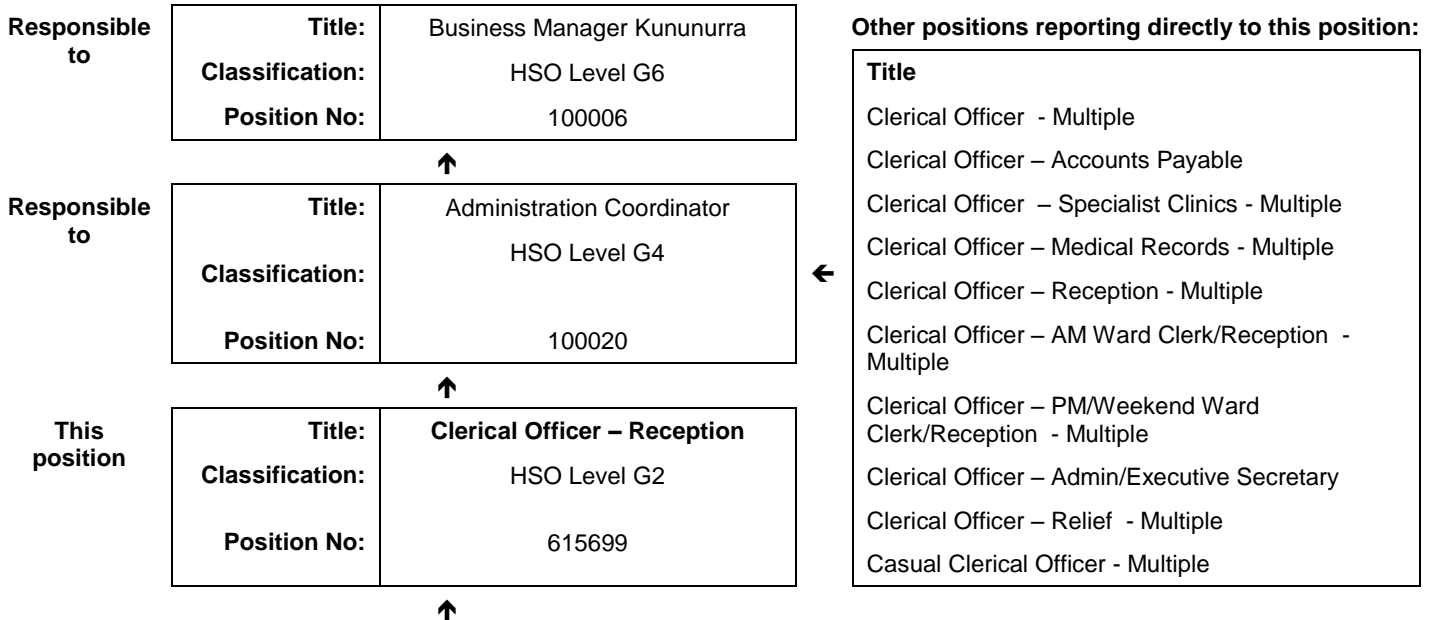 Responsible
to
Title: Business Manager Kununurra
Classification: HSO Level G6
Position No: 100006
↑
Responsible
to
Title: Administration Coordinator
Classification: HSO Level G4
Position No: 100020
↑
This
position
Title: Clerical Officer – Reception
Classification: HSO Level G2
Position No: 615699
↑
Other positions reporting directly to this position:
←
Title
Clerical Officer - Multiple
Clerical Officer – Accounts Payable
Clerical Officer – Specialist Clinics - Multiple
Clerical Officer – Medical Records - Multiple
Clerical Officer – Reception - Multiple
Clerical Officer – AM Ward Clerk/Reception -
Multiple
Clerical Officer – PM/Weekend Ward
Clerk/Reception - Multiple
Clerical Officer – Admin/Executive Secretary
Clerical Officer – Relief - Multiple
Casual Clerical Officer - Multiple